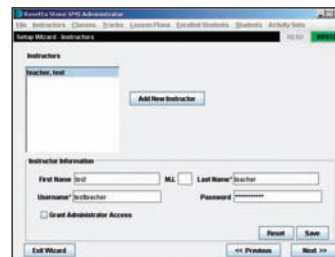 Rosetta Stone SMS Administrator
File Instructors Classes Tracks Lesson Plans Enrolled Students Students Activity Sets
Setup Wizard - Instructors READ WRITE
Instructors
teacher, test
Add New Instructor
Instructor Information
First Name test M.I. Last Name* teacher
Username* testteacher Password ***********
Grant Administrator Access
Reset Save
Exit Wizard << Previous Next >>